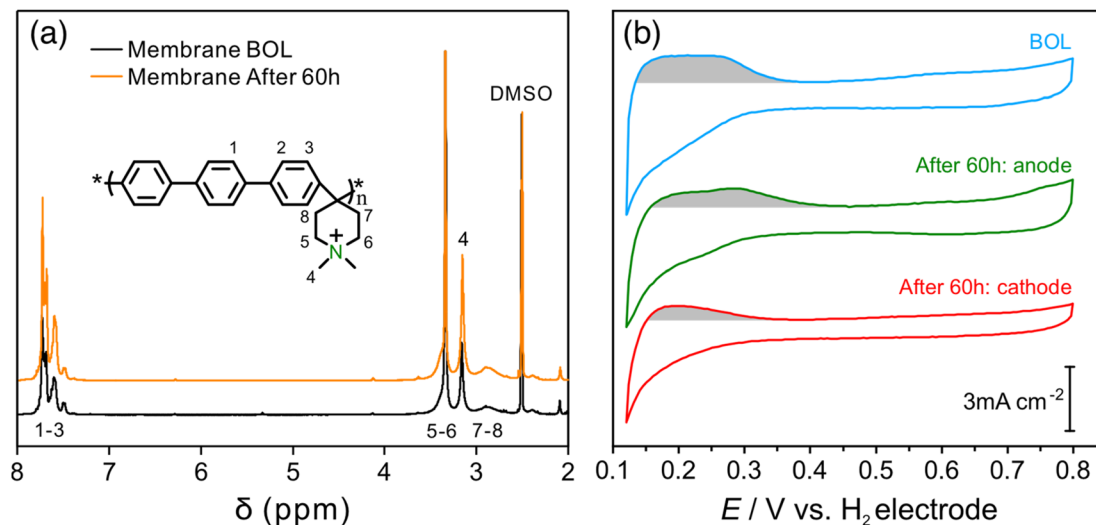 (a)
Membrane BOL
Membrane After 60h
DMSO
1 2 3
* ( )n *
8 7
5 6
N+
4
4
1-3
5-6
7-8
8 7 6 5 4 3 2
δ (ppm)
(b)
BOL
After 60h: anode
After 60h: cathode
3mA cm⁻²
0.1 0.2 0.3 0.4 0.5 0.6 0.7 0.8
E / V vs. H₂ electrode